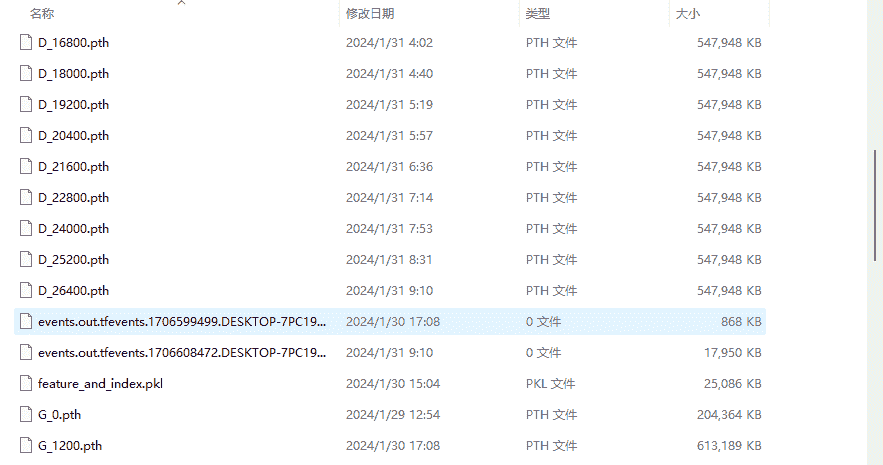 名称 修改日期 类型 大小
D_16800.pth 2024/1/31 4:02 PTH 文件 547,948 KB
D_18000.pth 2024/1/31 4:40 PTH 文件 547,948 KB
D_19200.pth 2024/1/31 5:19 PTH 文件 547,948 KB
D_20400.pth 2024/1/31 5:57 PTH 文件 547,948 KB
D_21600.pth 2024/1/31 6:36 PTH 文件 547,948 KB
D_22800.pth 2024/1/31 7:14 PTH 文件 547,948 KB
D_24000.pth 2024/1/31 7:53 PTH 文件 547,948 KB
D_25200.pth 2024/1/31 8:31 PTH 文件 547,948 KB
D_26400.pth 2024/1/31 9:10 PTH 文件 547,948 KB
events.out.tfevents.1706599499.DESKTOP-7PC19... 2024/1/30 17:08 0 文件 868 KB
events.out.tfevents.1706608472.DESKTOP-7PC19... 2024/1/31 9:10 0 文件 17,950 KB
feature_and_index.pkl 2024/1/30 15:04 PKL 文件 25,086 KB
G_0.pth 2024/1/29 12:54 PTH 文件 204,364 KB
G_1200.pth 2024/1/30 17:08 PTH 文件 613,189 KB